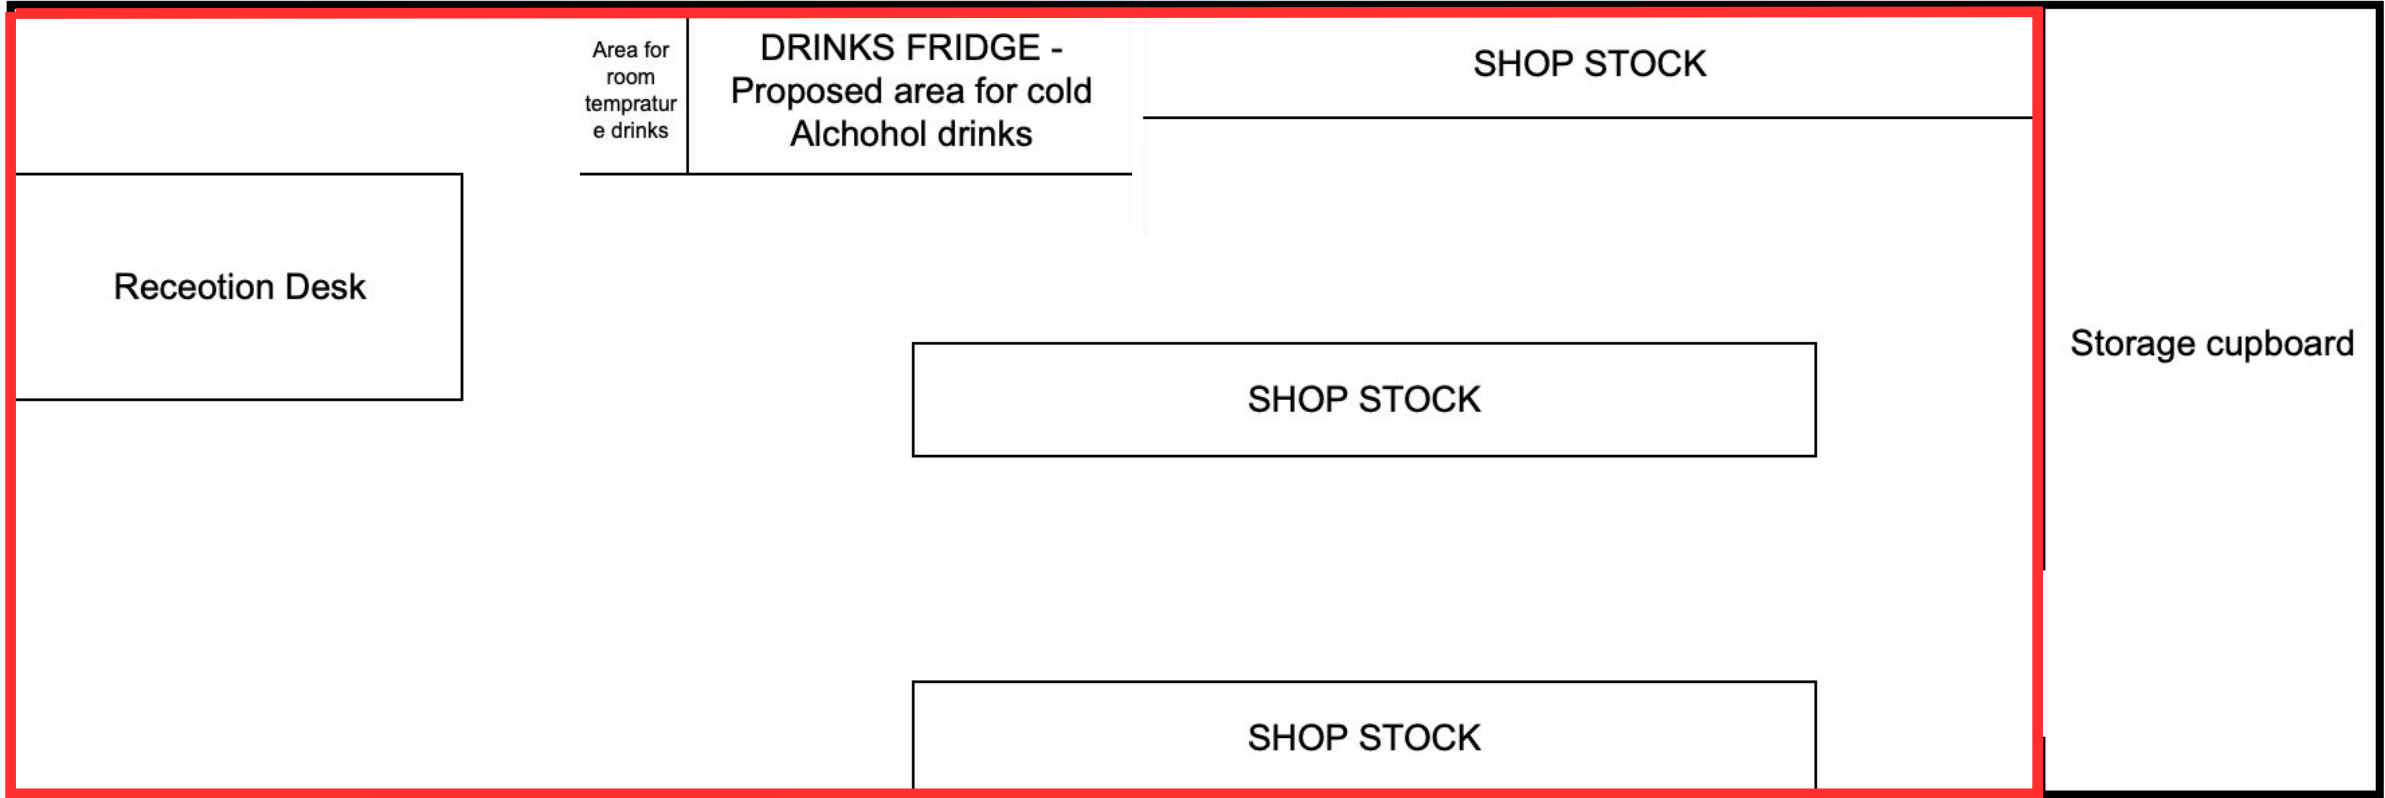 Area for
room
tempratur
e drinks
DRINKS FRIDGE -
Proposed area for cold
Alchohol drinks
SHOP STOCK
Receotion Desk
Storage cupboard
SHOP STOCK
SHOP STOCK